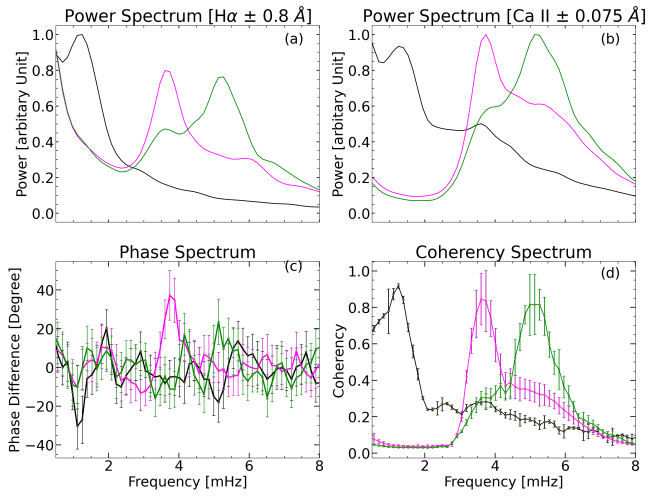 Power Spectrum [Hα ± 0.8 Å]
Power Spectrum [Ca II ± 0.075 Å]
(a)
(b)
1.0
0.8
0.6
0.4
0.2
0.0
Power [arbitary Unit]
1.0
0.8
0.6
0.4
0.2
0.0
Power [arbitary Unit]
Phase Spectrum
Coherency Spectrum
(c)
(d)
40
20
0
−20
−40
Phase Difference [Degree]
1.0
0.8
0.6
0.4
0.2
0.0
Coherency
2 4 6 8
2 4 6 8
Frequency [mHz]
Frequency [mHz]